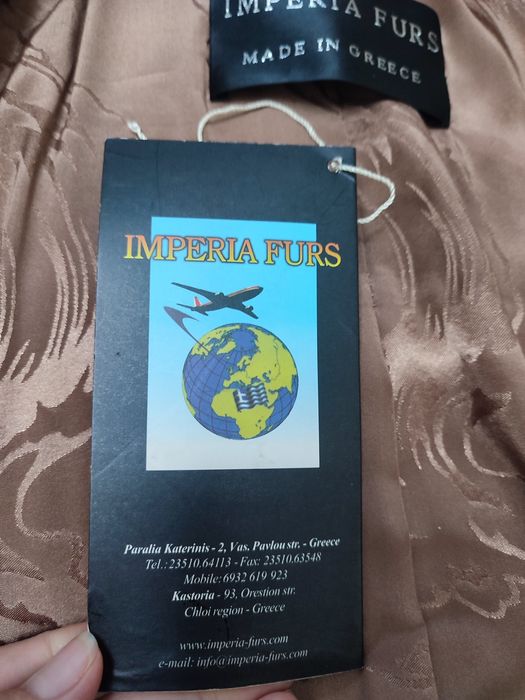 IMPERIA FURS
MADE IN GREECE
IMPERIA FURS
Paralia Katerinis - 2, Vas. Pavlou str. - Greece
Tel.: 23510.64113 - Fax: 23510.63548
Mobile: 6932 619 923
Kastoria - 93, Orestion str.
Chloi region - Greece
www.imperia-furs.com
e-mail: info@imperia-furs.com